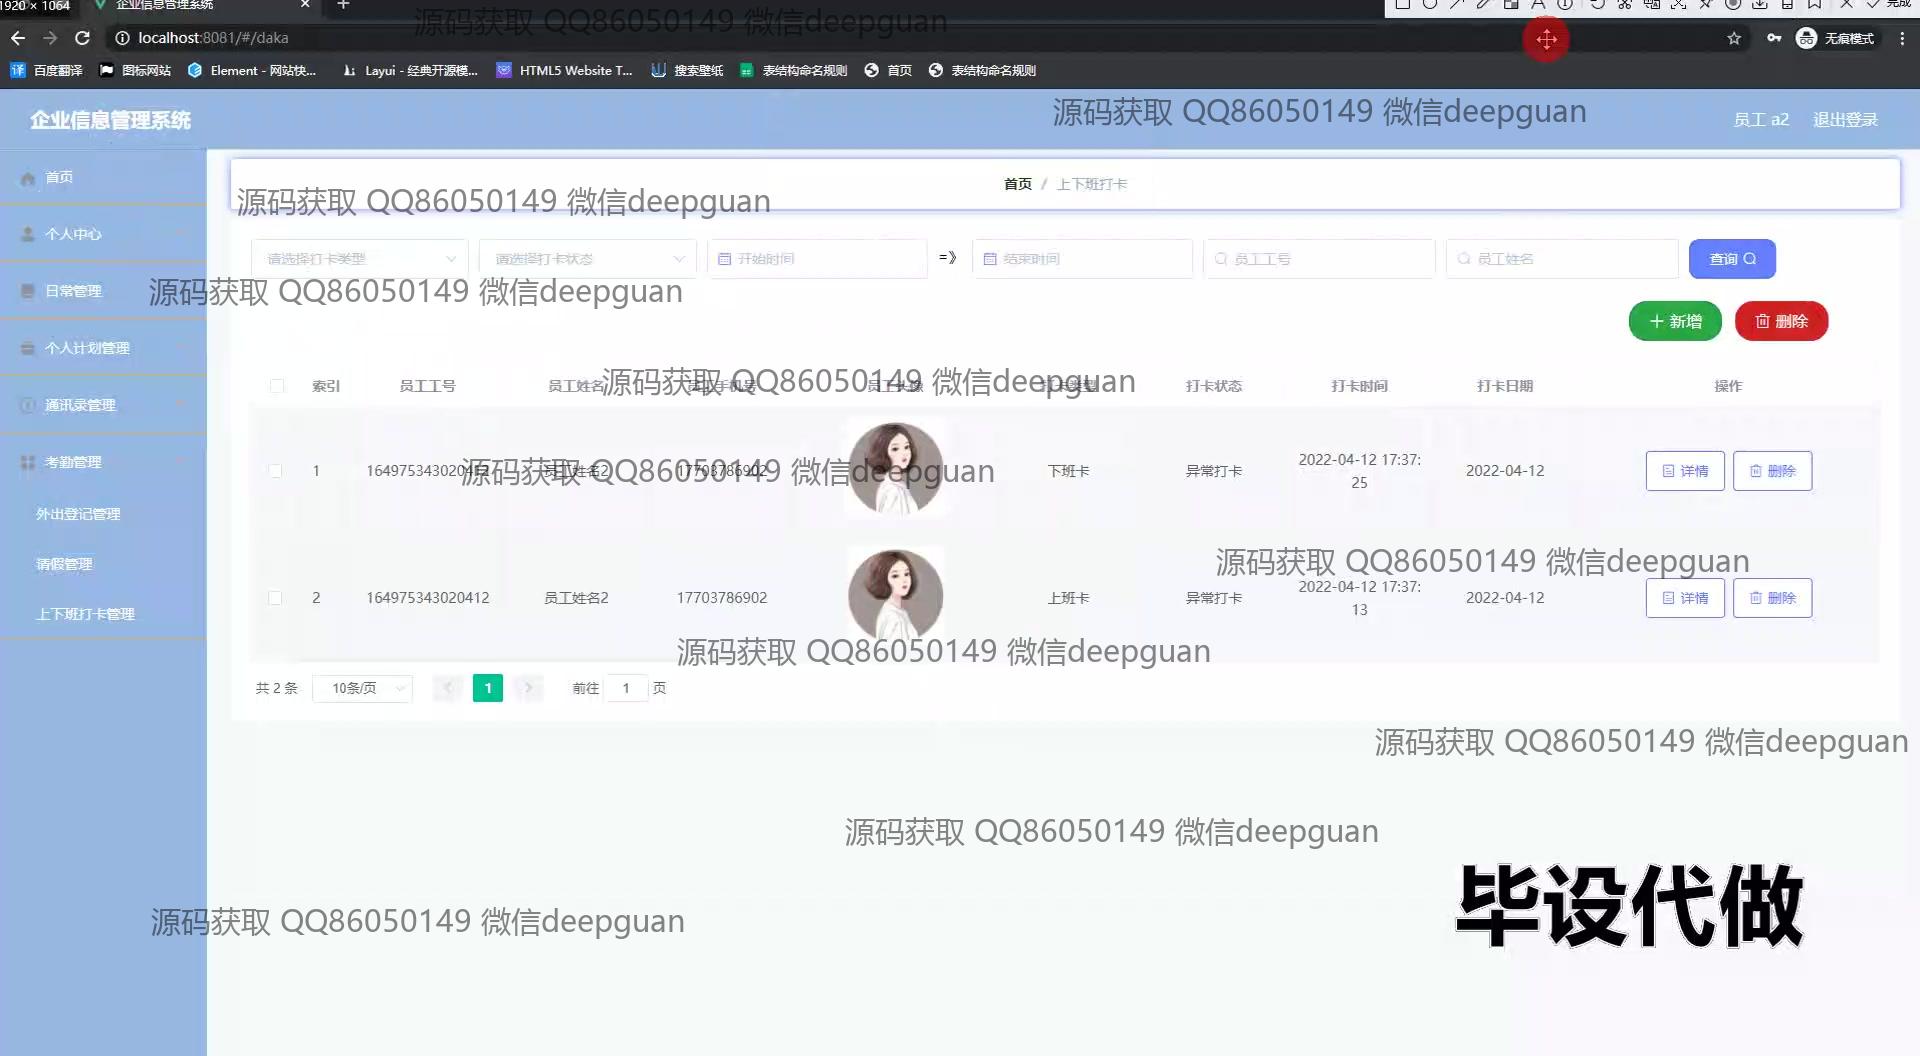 1920 × 1064
企业信息管理系统
完成
源码获取 QQ86050149 微信deepguan
localhost:8081/#/daka
无痕模式
百度翻译
图标网站
Element - 网站快...
Layui - 经典开源模...
HTML5 Website T...
搜索壁纸
表结构命名规则
首页
表结构命名规则
企业信息管理系统
源码获取 QQ86050149 微信deepguan
员工 a2
退出登录
首页
首页 / 上下班打卡
源码获取 QQ86050149 微信deepguan
个人中心
请选择打卡类型
请选择打卡状态
开始时间
=》
结束时间
员工工号
员工姓名
查询
日常管理
源码获取 QQ86050149 微信deepguan
新增
删除
个人计划管理
索引
员工工号
员工姓名
源码获取 QQ86050149 微信deepguan
打卡状态
打卡时间
打卡日期
操作
通讯录管理
考勤管理
1
164975343020412
员工姓名2
17703786902
源码获取 QQ86050149 微信deepguan
下班卡
异常打卡
2022-04-12 17:37:
25
2022-04-12
详情
删除
外出登记管理
请假管理
源码获取 QQ86050149 微信deepguan
2
164975343020412
员工姓名2
17703786902
上班卡
异常打卡
2022-04-12 17:37:
13
2022-04-12
详情
删除
上下班打卡管理
源码获取 QQ86050149 微信deepguan
共 2 条
10条/页
1
前往
1
页
源码获取 QQ86050149 微信deepguan
源码获取 QQ86050149 微信deepguan
毕设代做
源码获取 QQ86050149 微信deepguan